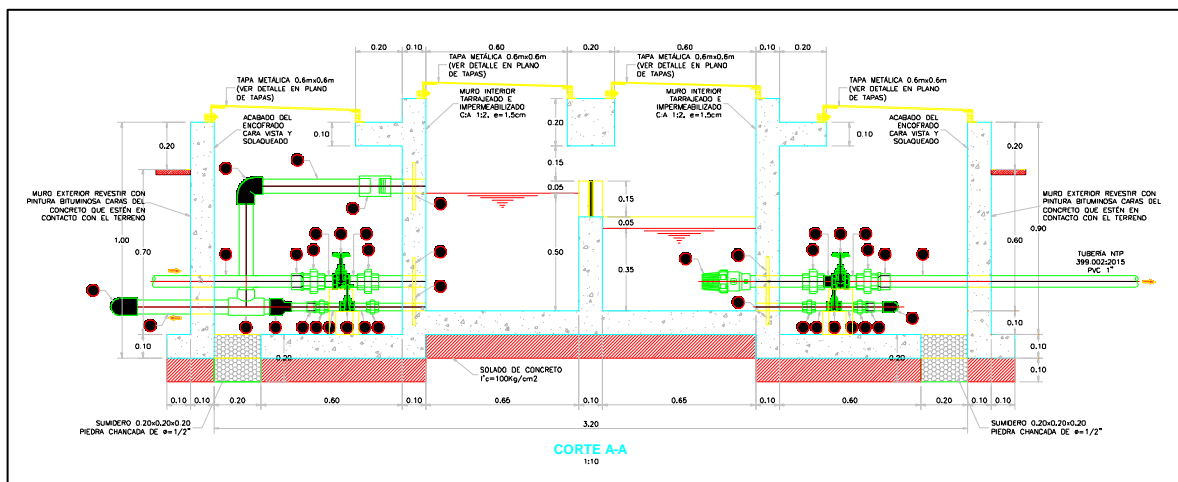 0.20
0.10
0.60
0.20
0.60
0.10
0.20
TAPA METÁLICA 0.6mx0.6m
(VER DETALLE EN PLANO
DE TAPAS)
TAPA METÁLICA 0.6mx0.6m
(VER DETALLE EN PLANO
DE TAPAS)
TAPA METÁLICA 0.6mx0.6m
(VER DETALLE EN PLANO
DE TAPAS)
TAPA METÁLICA 0.6mx0.6m
(VER DETALLE EN PLANO
DE TAPAS)
MURO INTERIOR
TARRAJEADO E
IMPERMEABILIZADO
C:A 1:2, e=1.5cm
MURO INTERIOR
TARRAJEADO E
IMPERMEABILIZADO
C:A 1:2, e=1.5cm
ACABADO DEL
ENCOFRADO
CARA VISTA Y
SOLAQUEADO
ACABADO DEL
ENCOFRADO
CARA VISTA Y
SOLAQUEADO
0.20
0.10
0.20
0.10
0.20
0.15
0.05
0.15
0.05
0.50
0.35
MURO EXTERIOR REVESTIR CON
PINTURA BITUMINOSA CARAS DEL
CONCRETO QUE ESTÉN EN
CONTACTO CON EL TERRENO
MURO EXTERIOR REVESTIR CON
PINTURA BITUMINOSA CARAS DEL
CONCRETO QUE ESTÉN EN
CONTACTO CON EL TERRENO
1.00
0.70
0.90
0.60
TUBERÍA NTP
399.002:2015
PVC 1"
0.10
0.10
0.10
0.10
0.20
0.20
SOLADO DE CONCRETO
f'c=100Kg/cm2
0.10
0.10
0.20
0.60
0.10
0.65
0.10
0.65
0.10
0.60
0.20
0.10
0.10
3.20
SUMIDERO 0.20x0.20x0.20
PIEDRA CHANCADA DE ø=1/2"
SUMIDERO 0.20x0.20x0.20
PIEDRA CHANCADA DE ø=1/2"
CORTE A-A
1:10